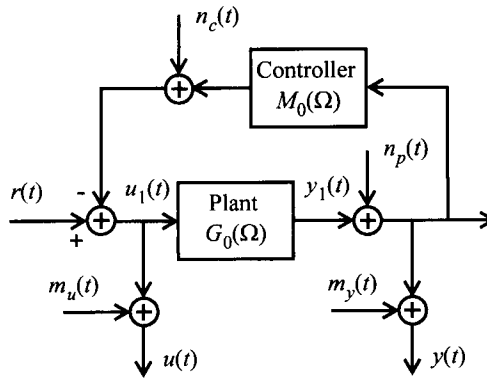 n_c(t)
Controller
M_0(Ω)
n_p(t)
r(t)
-
+
+
u_1(t)
Plant
G_0(Ω)
y_1(t)
+
+
m_u(t)
+
u(t)
m_y(t)
+
y(t)